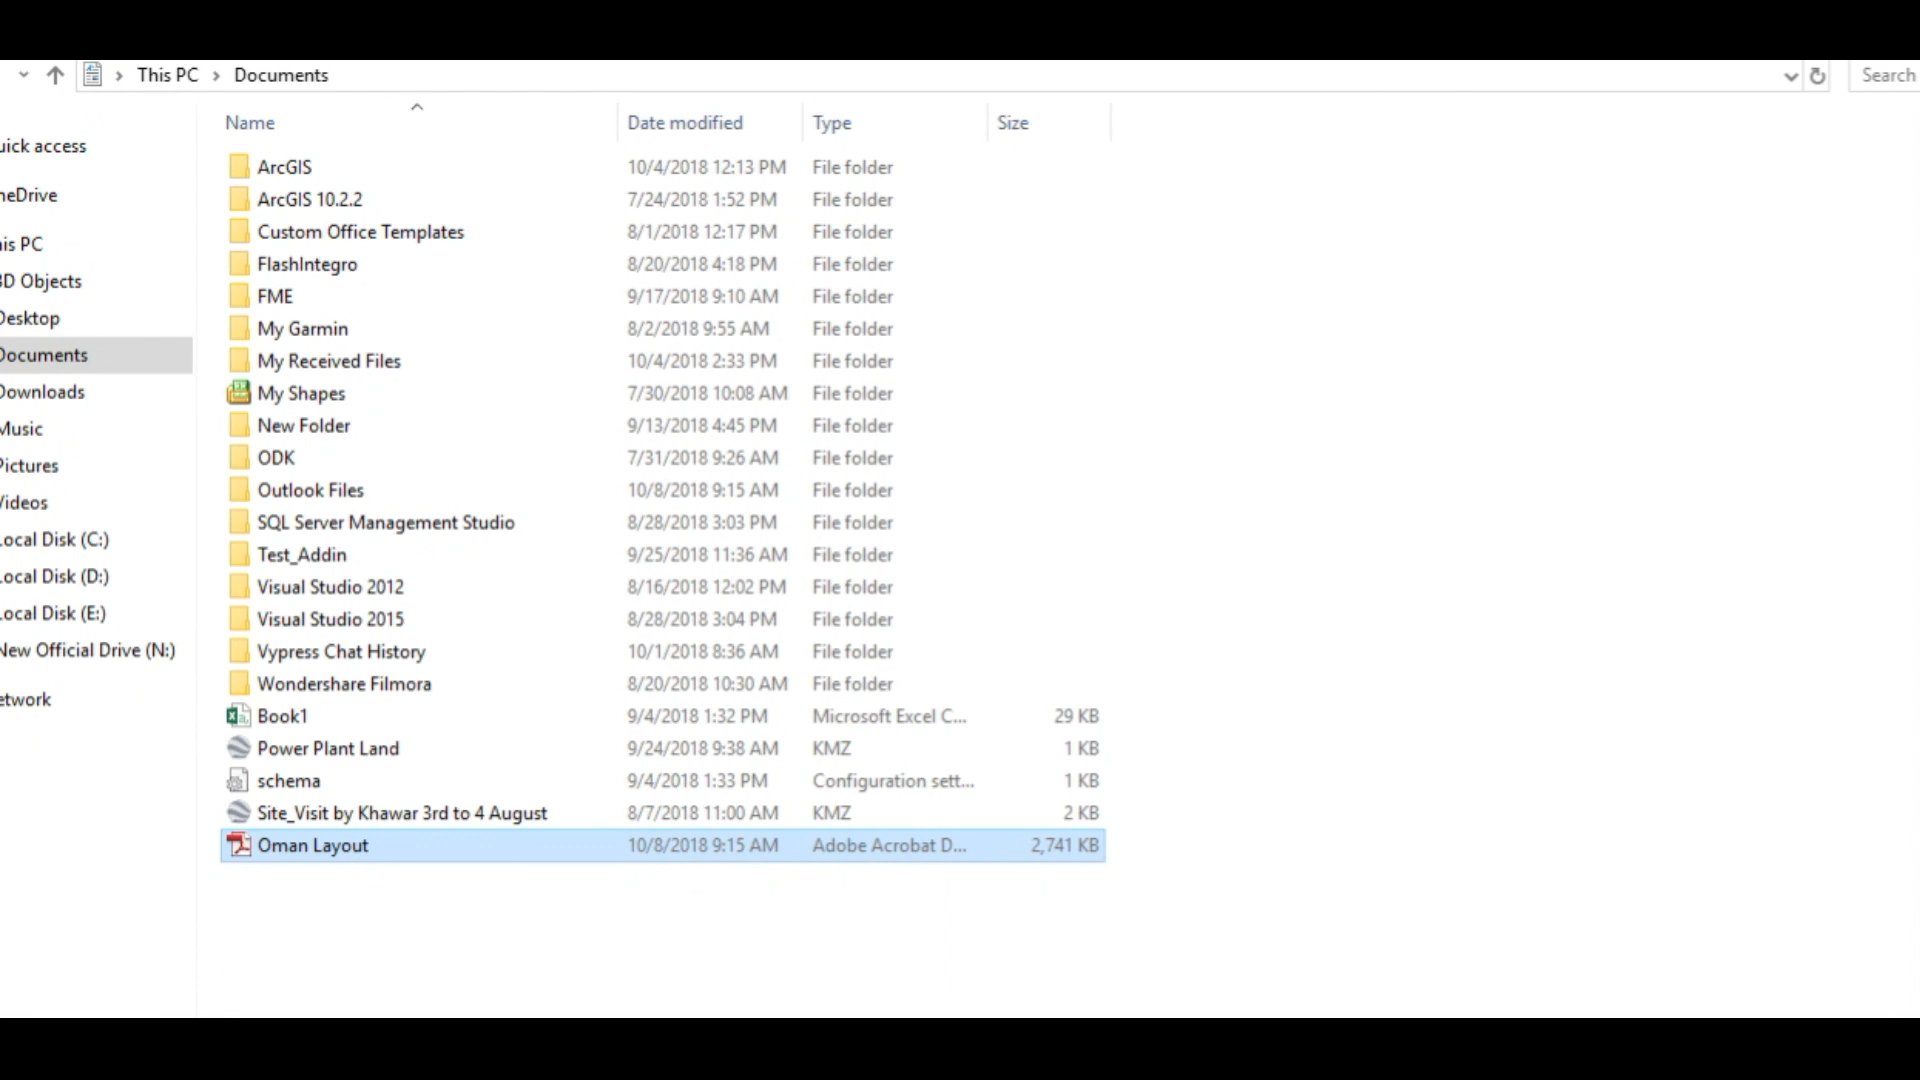 This PC > Documents
Search
Name Date modified Type Size
uick access
neDrive
is PC
3D Objects
Desktop
Documents
Downloads
Music
Pictures
Videos
Local Disk (C:)
Local Disk (D:)
Local Disk (E:)
New Official Drive (N:)
etwork
ArcGIS 10/4/2018 12:13 PM File folder
ArcGIS 10.2.2 7/24/2018 1:52 PM File folder
Custom Office Templates 8/1/2018 12:17 PM File folder
FlashIntegro 8/20/2018 4:18 PM File folder
FME 9/17/2018 9:10 AM File folder
My Garmin 8/2/2018 9:55 AM File folder
My Received Files 10/4/2018 2:33 PM File folder
My Shapes 7/30/2018 10:08 AM File folder
New Folder 9/13/2018 4:45 PM File folder
ODK 7/31/2018 9:26 AM File folder
Outlook Files 10/8/2018 9:15 AM File folder
SQL Server Management Studio 8/28/2018 3:03 PM File folder
Test_Addin 9/25/2018 11:36 AM File folder
Visual Studio 2012 8/16/2018 12:02 PM File folder
Visual Studio 2015 8/28/2018 3:04 PM File folder
Vypress Chat History 10/1/2018 8:36 AM File folder
Wondershare Filmora 8/20/2018 10:30 AM File folder
Book1 9/4/2018 1:32 PM Microsoft Excel C... 29 KB
Power Plant Land 9/24/2018 9:38 AM KMZ 1 KB
schema 9/4/2018 1:33 PM Configuration sett... 1 KB
Site_Visit by Khawar 3rd to 4 August 8/7/2018 11:00 AM KMZ 2 KB
Oman Layout 10/8/2018 9:15 AM Adobe Acrobat D... 2,741 KB